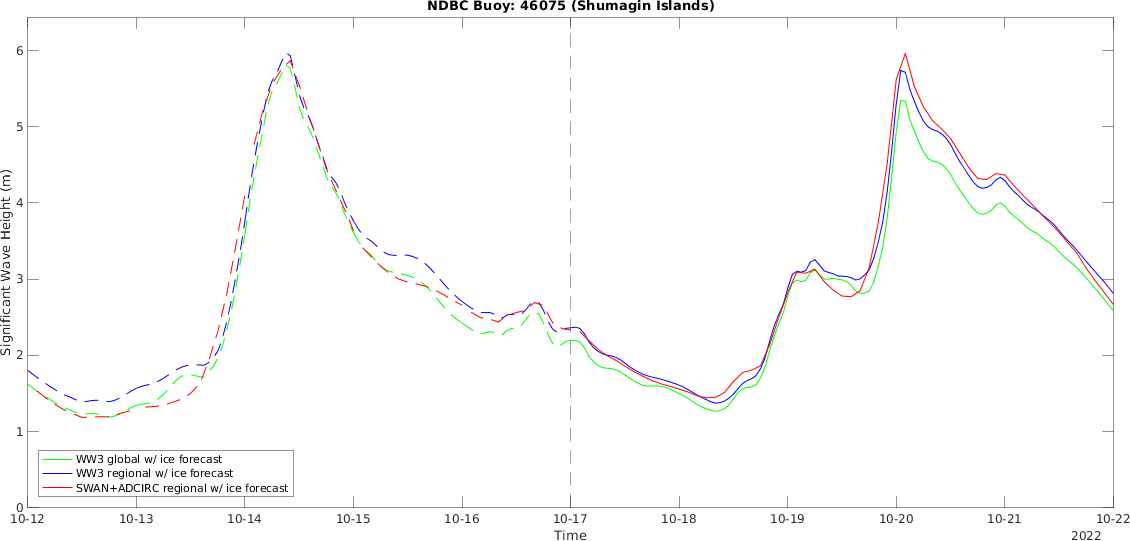 NDBC Buoy: 46075 (Shumagin Islands)
Significant Wave Height (m)
6
5
4
3
2
1
0
WW3 global w/ ice forecast
WW3 regional w/ ice forecast
SWAN+ADCIRC regional w/ ice forecast
10-12 10-13 10-14 10-15 10-16 10-17 10-18 10-19 10-20 10-21 10-22
Time
2022